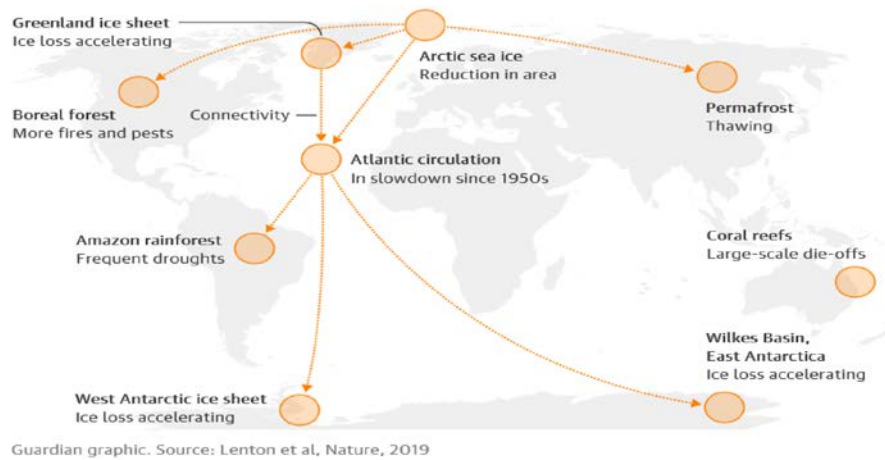 Greenland ice sheet
Ice loss accelerating
Arctic sea ice
Reduction in area
Boreal forest
More fires and pests
Connectivity
Permafrost
Thawing
Atlantic circulation
In slowdown since 1950s
Amazon rainforest
Frequent droughts
Coral reefs
Large-scale die-offs
Wilkes Basin,
East Antarctica
Ice loss accelerating
West Antarctic ice sheet
Ice loss accelerating
Guardian graphic. Source: Lenton et al, Nature, 2019